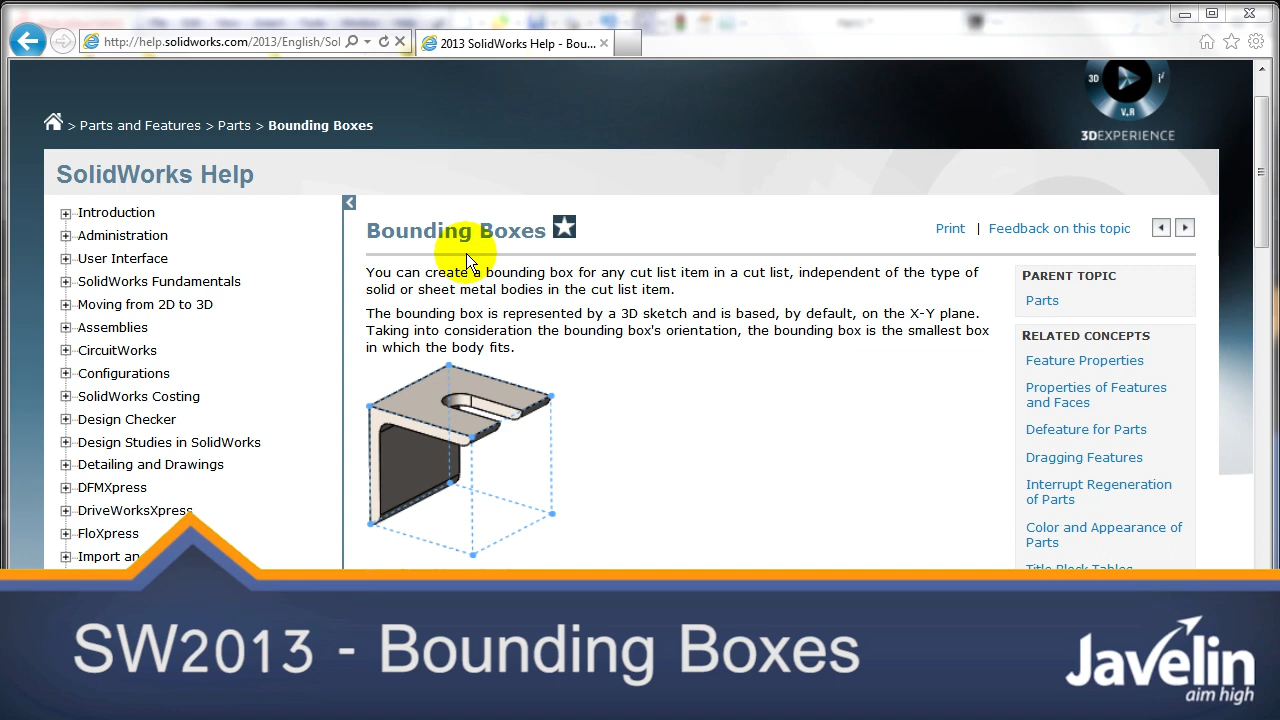 http://help.solidworks.com/2013/English/Sol
2013 SolidWorks Help - Bou...
3D
V.R
3DEXPERIENCE
> Parts and Features > Parts > Bounding Boxes
SolidWorks Help
Introduction
Administration
User Interface
SolidWorks Fundamentals
Moving from 2D to 3D
Assemblies
CircuitWorks
Configurations
SolidWorks Costing
Design Checker
Design Studies in SolidWorks
Detailing and Drawings
DFMXpress
DriveWorksXpress
FloXpress
Import an
Bounding Boxes
Print | Feedback on this topic
You can create a bounding box for any cut list item in a cut list, independent of the type of
solid or sheet metal bodies in the cut list item.
The bounding box is represented by a 3D sketch and is based, by default, on the X-Y plane.
Taking into consideration the bounding box's orientation, the bounding box is the smallest box
in which the body fits.
PARENT TOPIC
Parts
RELATED CONCEPTS
Feature Properties
Properties of Features
and Faces
Defeature for Parts
Dragging Features
Interrupt Regeneration
of Parts
Color and Appearance of
Parts
Title Block Tables
SW2013 - Bounding Boxes
Javelin
aim high